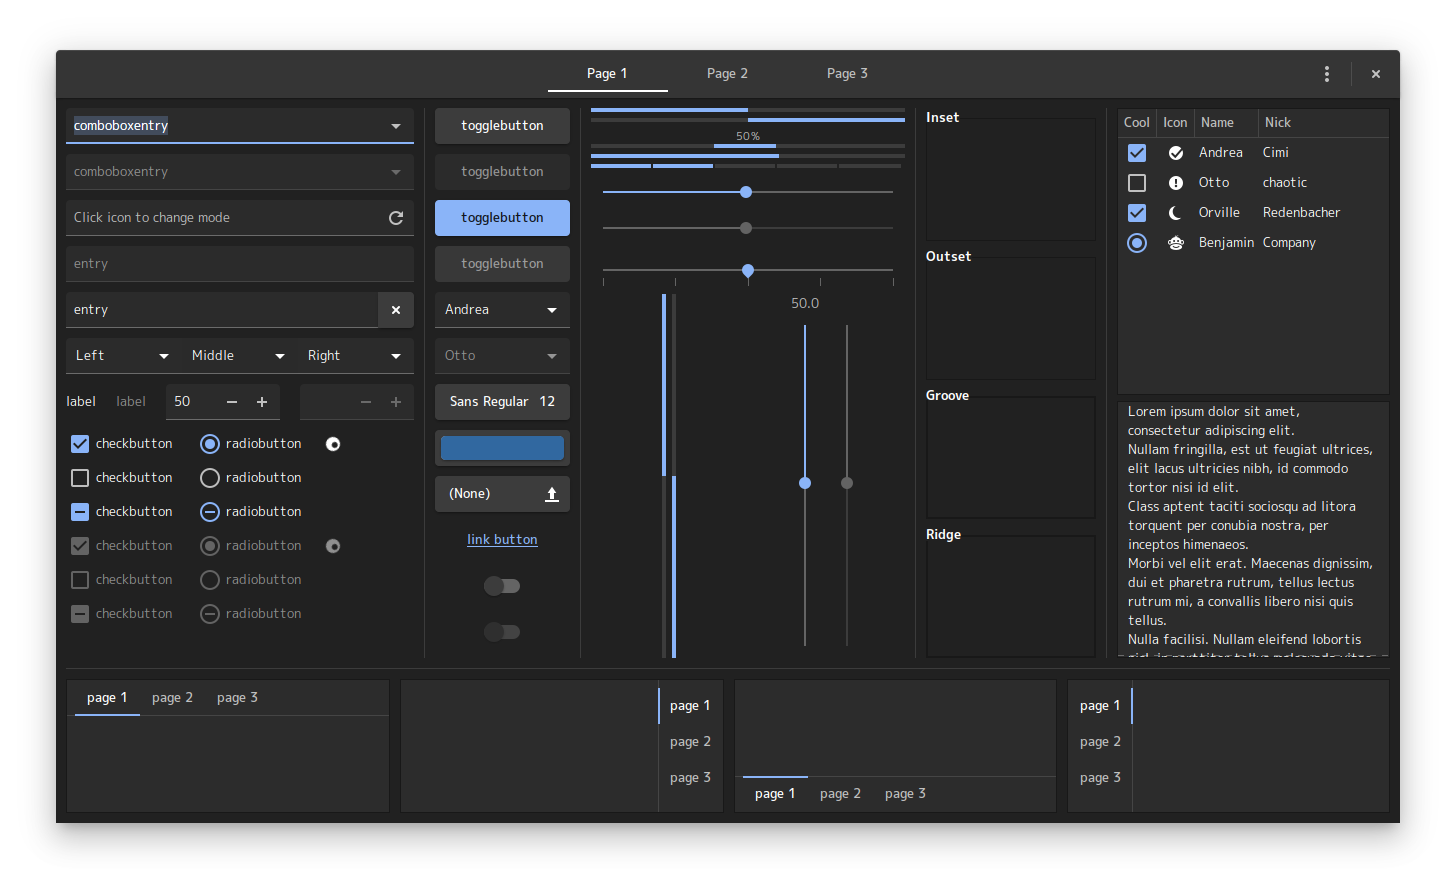 Page 1
Page 2
Page 3
comboboxentry
comboboxentry
Click icon to change mode
entry
entry
Left Middle Right
label label 50
checkbutton radiobutton
checkbutton radiobutton
checkbutton radiobutton
checkbutton radiobutton
checkbutton radiobutton
checkbutton radiobutton
togglebutton
togglebutton
togglebutton
togglebutton
Andrea
Otto
Sans Regular 12
(None)
link button
50%
50.0
Inset
Outset
Groove
Ridge
Cool Icon Name Nick
Andrea Cimi
Otto chaotic
Orville Redenbacher
Benjamin Company
Lorem ipsum dolor sit amet,
consectetur adipiscing elit.
Nullam fringilla, est ut feugiat ultrices,
elit lacus ultricies nibh, id commodo
tortor nisi id elit.
Class aptent taciti sociosqu ad litora
torquent per conubia nostra, per
inceptos himenaeos.
Morbi vel elit erat. Maecenas dignissim,
dui et pharetra rutrum, tellus lectus
rutrum mi, a convallis libero nisi quis
tellus.
Nulla facilisi. Nullam eleifend lobortis
page 1 page 2 page 3
page 1
page 2
page 3
page 1 page 2 page 3
page 1
page 2
page 3